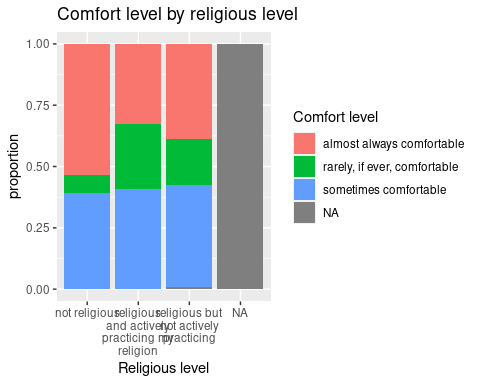 Comfort level by religious level
proportion
1.00
0.75
0.50
0.25
0.00
not religious
religious
and actively
practicing my
religion
religious but
not actively
practicing
NA
Religious level
Comfort level
almost always comfortable
rarely, if ever, comfortable
sometimes comfortable
NA